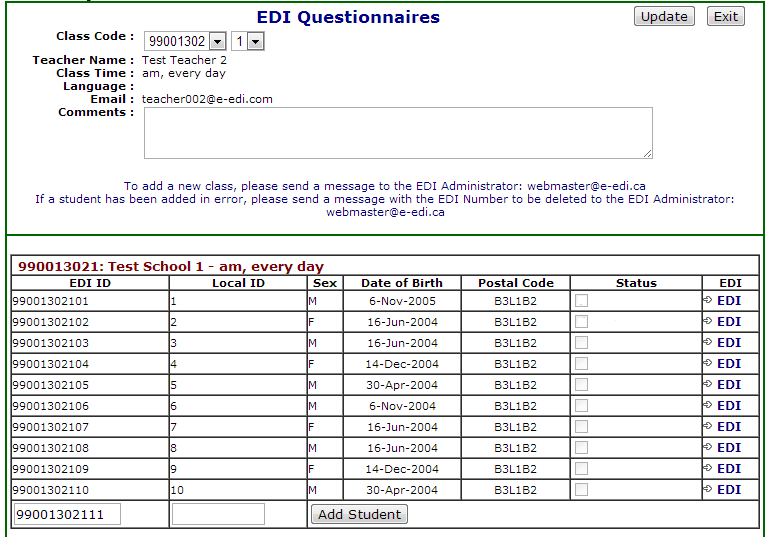 EDI Questionnaires Update Exit
Class Code : 99001302 1
Teacher Name : Test Teacher 2
Class Time : am, every day
Language :
Email : teacher002@e-edi.com
Comments :
To add a new class, please send a message to the EDI Administrator: webmaster@e-edi.ca
If a student has been added in error, please send a message with the EDI Number to be deleted to the EDI Administrator:
webmaster@e-edi.ca
990013021: Test School 1 - am, every day
EDI ID Local ID Sex Date of Birth Postal Code Status EDI
99001302101 1 M 6-Nov-2005 B3L1B2 EDI
99001302102 2 F 16-Jun-2004 B3L1B2 EDI
99001302103 3 M 16-Jun-2004 B3L1B2 EDI
99001302104 4 F 14-Dec-2004 B3L1B2 EDI
99001302105 5 M 30-Apr-2004 B3L1B2 EDI
99001302106 6 M 6-Nov-2004 B3L1B2 EDI
99001302107 7 F 16-Jun-2004 B3L1B2 EDI
99001302108 8 M 16-Jun-2004 B3L1B2 EDI
99001302109 9 F 14-Dec-2004 B3L1B2 EDI
99001302110 10 M 30-Apr-2004 B3L1B2 EDI
99001302111 Add Student